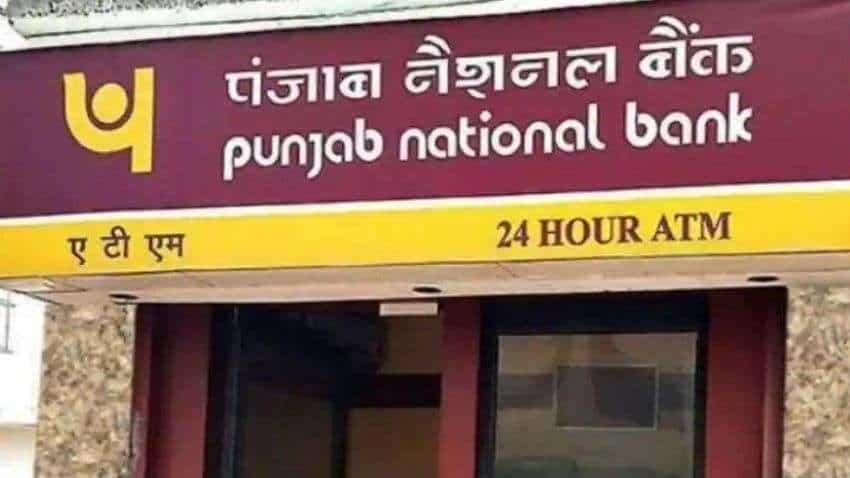 पंजाब नैशनल बैंक
punjab national bank
ए टी एम 24 HOUR ATM